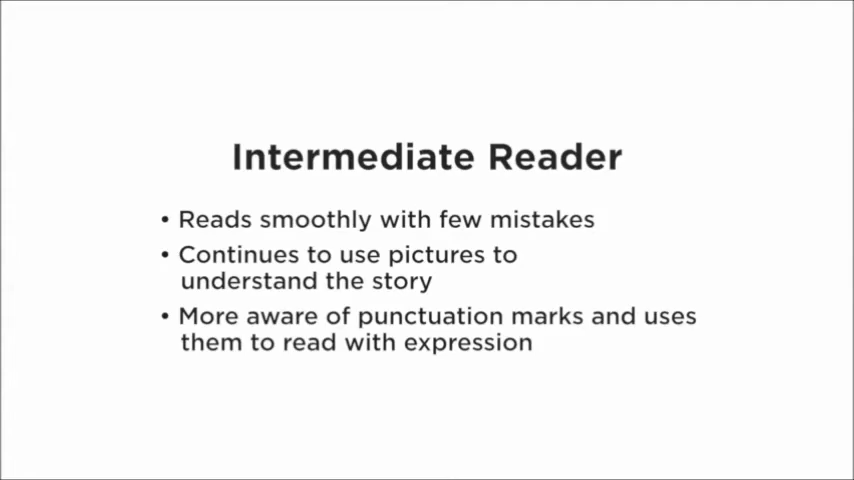 Intermediate Reader
• Reads smoothly with few mistakes
• Continues to use pictures to
understand the story
• More aware of punctuation marks and uses
them to read with expression